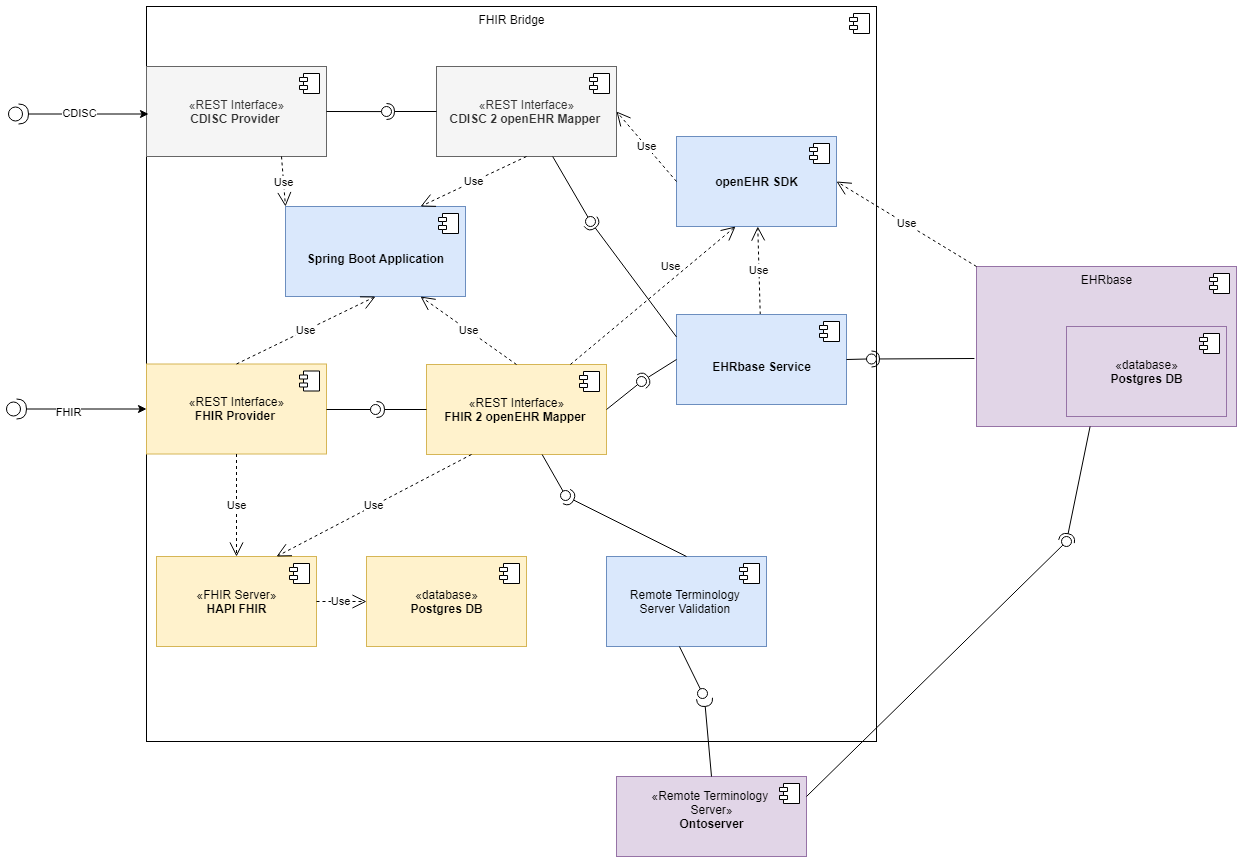 FHIR Bridge
«REST Interface»
CDISC Provider
«REST Interface»
CDISC 2 openEHR Mapper
CDISC
Use
openEHR SDK
Use
Use
Use
Spring Boot Application
Use
Use
EHRbase
Use
Use
«database»
Postgres DB
EHRbase Service
«REST Interface»
FHIR Provider
«REST Interface»
FHIR 2 openEHR Mapper
FHIR
Use
Use
«FHIR Server»
HAPI FHIR
Use
«database»
Postgres DB
Remote Terminology
Server Validation
«Remote Terminology
Server»
Ontoserver